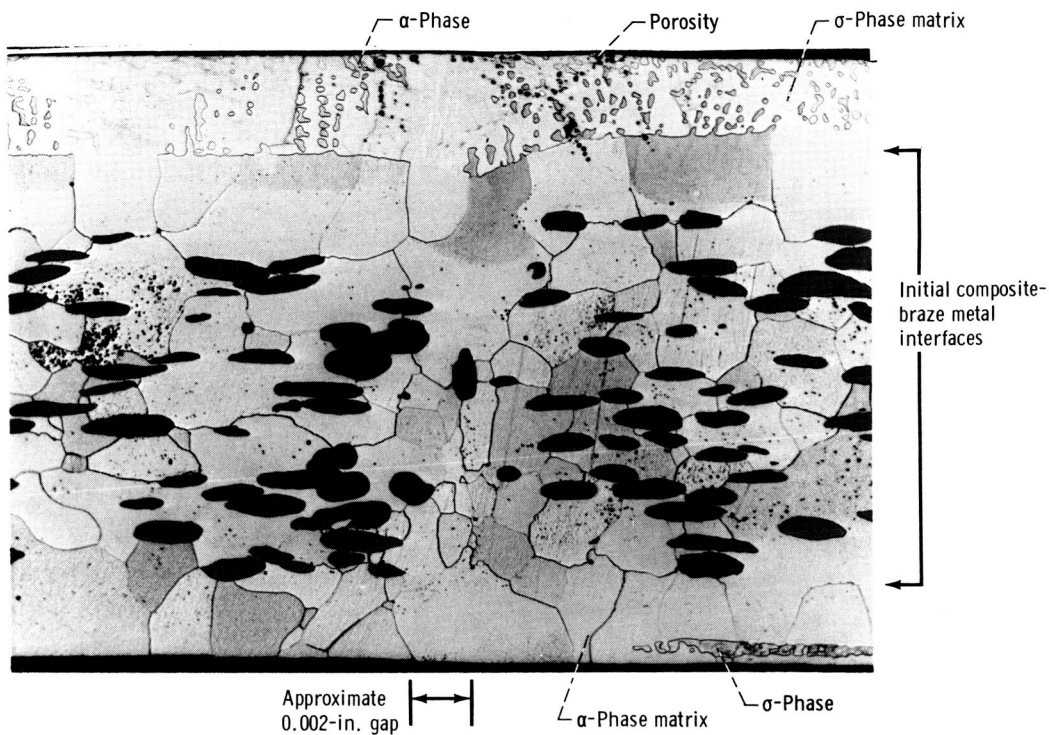 α-Phase
Porosity
σ-Phase matrix
Initial composite-
braze metal
interfaces
Approximate
0.002-in. gap
α-Phase matrix
σ-Phase